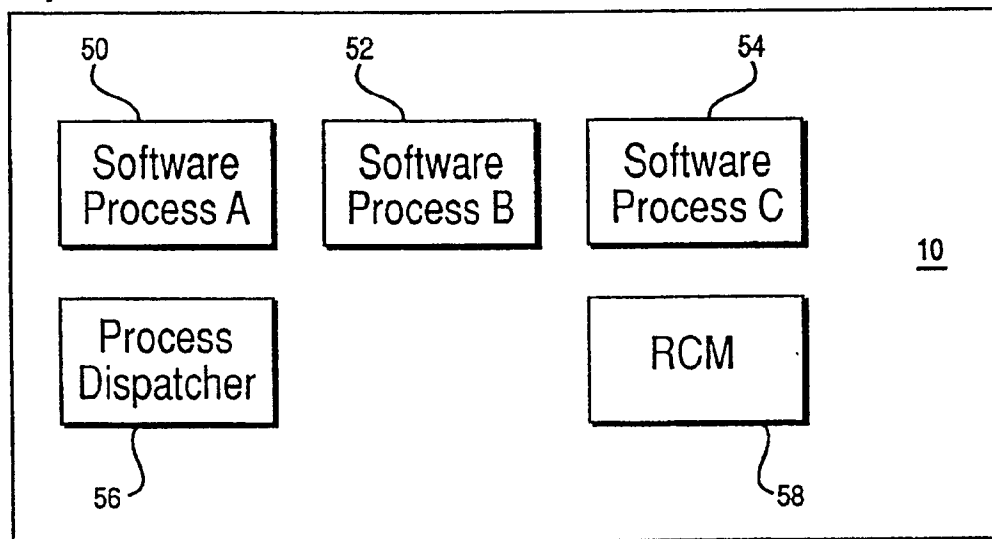 50
52
54
Software
Process A
Software
Process B
Software
Process C
10
Process
Dispatcher
RCM
56
58